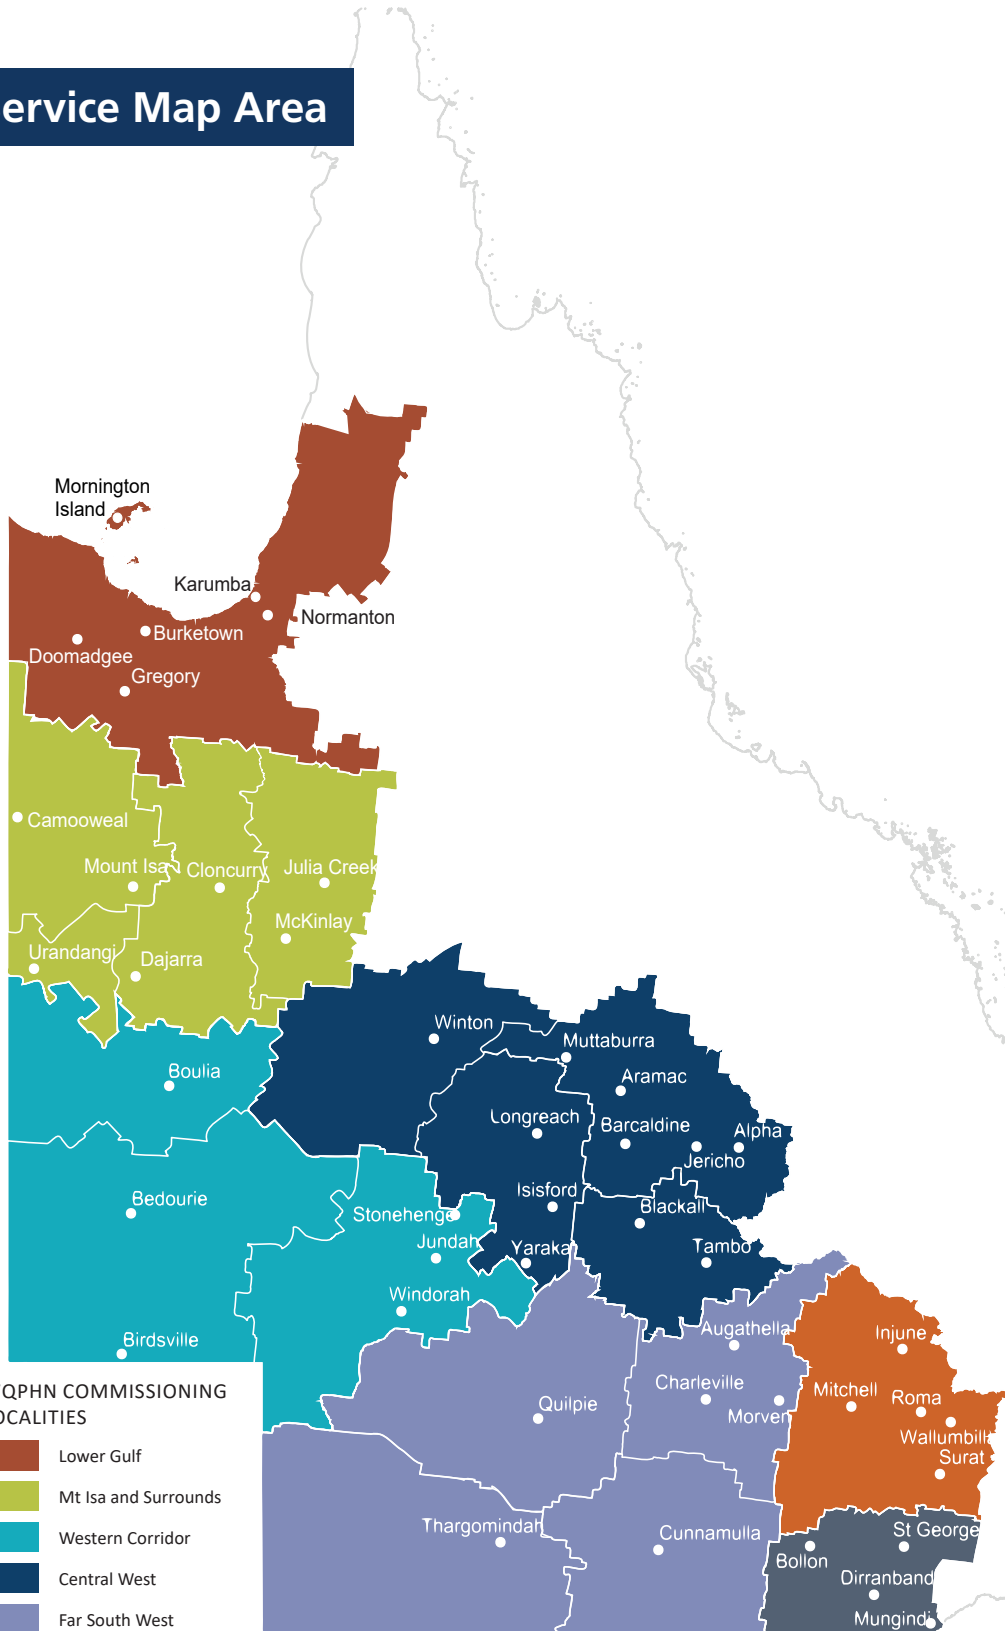 ervice Map Area
Mornington
Island
Karumba
Normanton
Burketown
Doomadgee
Gregory
Camooweal
Mount Isa
Cloncurry
Julia Creek
McKinlay
Urandangi
Dajarra
Winton
Muttaburra
Boulia
Aramac
Longreach
Barcaldine
Alpha
Jericho
Bedourie
Isisford
Blackall
Stonehenge
Jundah
Yaraka
Tambo
Windorah
Birdsville
Augathella
Injune
Charleville
Mitchell
Roma
Quilpie
Morven
Wallumbilla
Surat
Thargomindah
Cunnamulla
St George
Bollon
Dirranbandi
Mungindi
QPHN COMMISSIONING
OCALITIES
Lower Gulf
Mt Isa and Surrounds
Western Corridor
Central West
Far South West